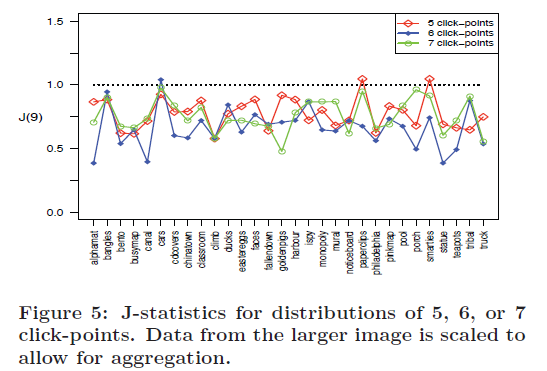 1.5
1.0
0.5
0.0
J(9)
5 click-points
6 click-points
7 click-points
alphamat
bangles
bento
busymap
canal
cars
cdcovers
chinatown
classroom
climb
ducks
eastereggs
faces
fallendown
goldenpigs
harbour
ispy
monopoly
mural
noticeboard
paperclips
philadelphia
pinkmap
pool
porch
smarties
statue
teapots
tribal
truck
Figure 5: J-statistics for distributions of 5, 6, or 7
click-points. Data from the larger image is scaled to
allow for aggregation.